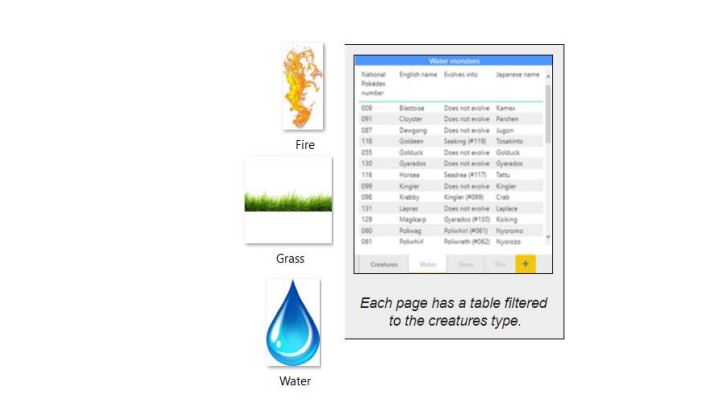 Fire
Grass
Water
Water monsters
National Pokédex number English name Evolves into Japanese name
009 Blastoise Does not evolve Kamex
091 Cloyster Does not evolve Parshen
087 Dewgong Does not evolve Jugon
118 Goldeen Seaking (#119) Tosakinto
055 Golduck Does not evolve Golduck
130 Gyarados Does not evolve Gyarados
116 Horsea Seadrea (#117) Tattu
099 Kingler Does not evolve Kingler
098 Krabby Kingler (#099) Crab
131 Lapras Does not evolve Laplace
129 Magikarp Gyarados (#130) Koiking
060 Poliwag Poliwhirl (#061) Nyoromo
061 Poliwhirl Poliwrath (#062) Nyorozo
Creatures Water Grass Fire +
Each page has a table filtered
to the creatures type.